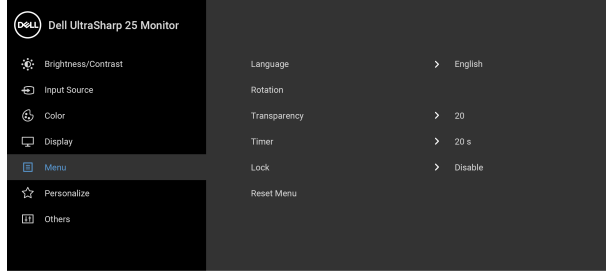 DELL Dell UltraSharp 25 Monitor
Brightness/Contrast
Input Source
Color
Display
Menu
Personalize
Others
Language > English
Rotation
Transparency > 20
Timer > 20 s
Lock > Disable
Reset Menu